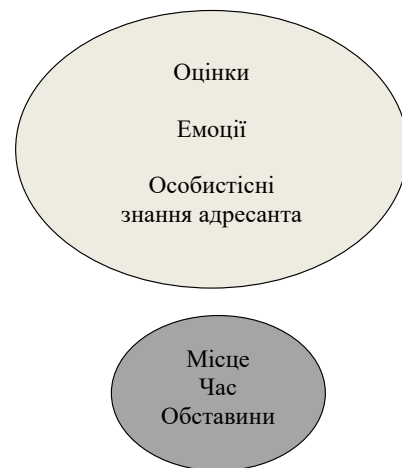 Оцінки
Емоції
Особистісні
знання адресанта
Місце
Час
Обставини